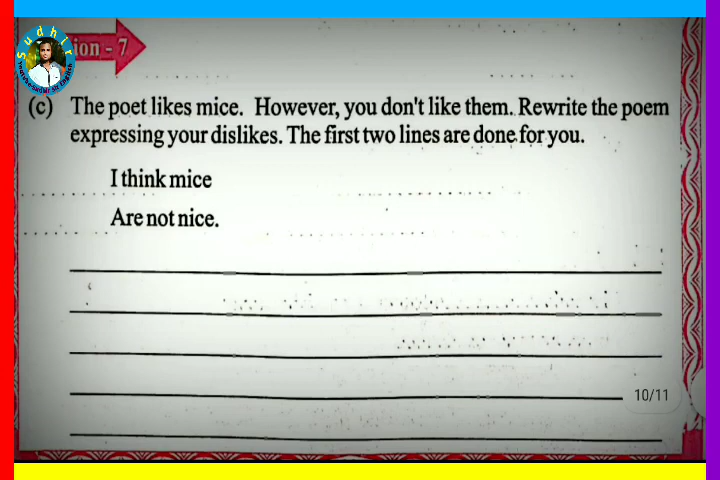 Sudhir
ion - 7
(c) The poet likes mice. However, you don't like them. Rewrite the poem
expressing your dislikes. The first two lines are done for you.
I think mice
Are not nice.
10/11